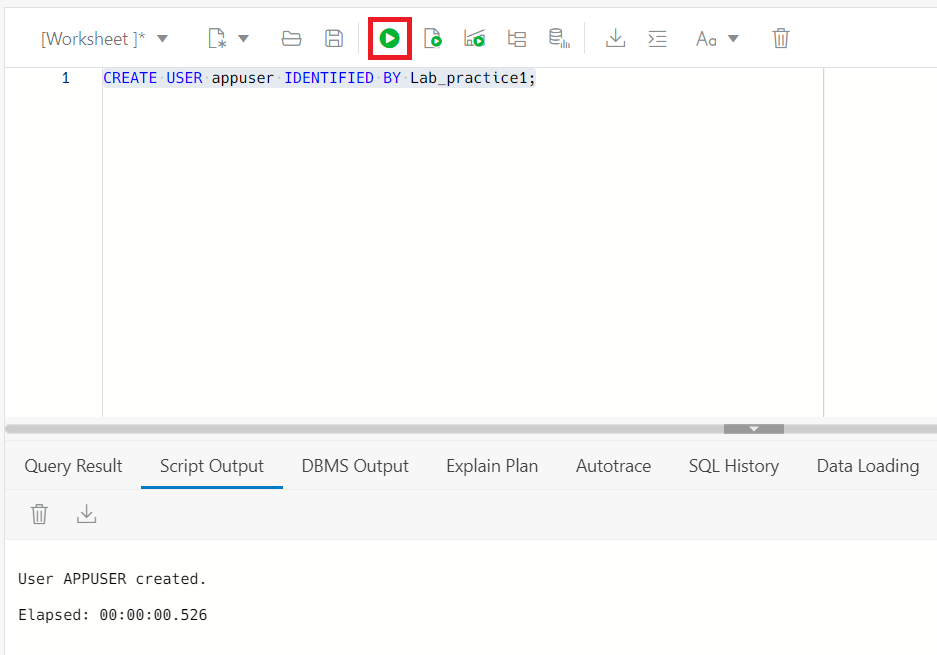 [Worksheet ]*
Aa
1 CREATE USER appuser IDENTIFIED BY Lab_practice1;
Query Result Script Output DBMS Output Explain Plan Autotrace SQL History Data Loading
User APPUSER created.
Elapsed: 00:00:00.526